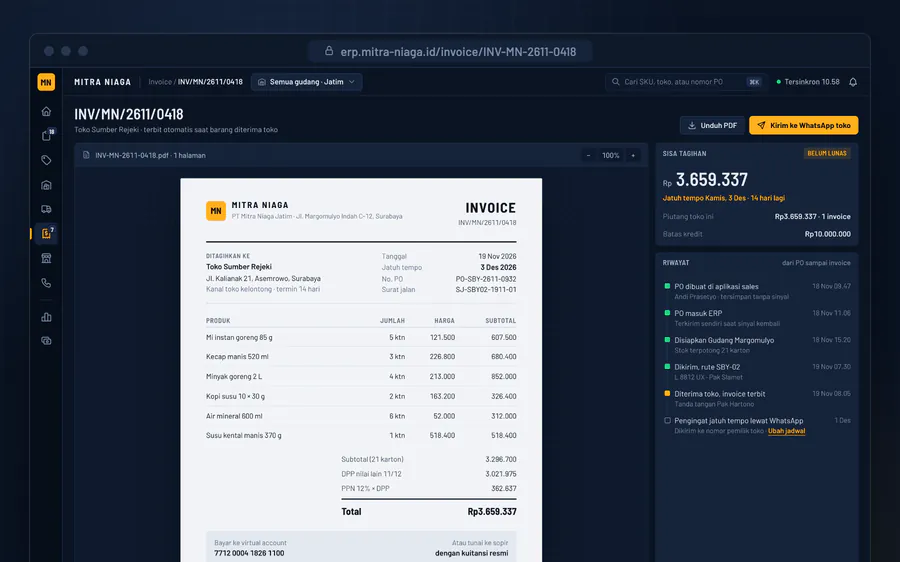 erp.mitra-niaga.id/invoice/INV-MN-2611-0418
MN
MITRA NIAGA
Invoice / INV/MN/2611/0418
Semua gudang · Jatim
Cari SKU, toko, atau nomor PO
⌘K
Tersinkron 10.58
18
7
INV/MN/2611/0418
Toko Sumber Rejeki · terbit otomatis saat barang diterima toko
Unduh PDF
Kirim ke WhatsApp toko
INV-MN-2611-0418.pdf · 1 halaman
− 100% +
MN
MITRA NIAGA
PT Mitra Niaga Jatim · Jl. Margomulyo Indah C-12, Surabaya
INVOICE
INV/MN/2611/0418
DITAGIHKAN KE
Toko Sumber Rejeki
Jl. Kalianak 21, Asemrowo, Surabaya
Kanal toko kelontong · termin 14 hari
Tanggal 19 Nov 2026
Jatuh tempo 3 Des 2026
No. PO PO-SBY-2611-0932
Surat jalan SJ-SBY02-1911-01
PRODUK JUMLAH HARGA SUBTOTAL
Mi instan goreng 85 g 5 ktn 121.500 607.500
Kecap manis 520 ml 3 ktn 226.800 680.400
Minyak goreng 2 L 4 ktn 213.000 852.000
Kopi susu 10 × 30 g 2 ktn 163.200 326.400
Air mineral 600 ml 6 ktn 52.000 312.000
Susu kental manis 370 g 1 ktn 518.400 518.400
Subtotal (21 karton) 3.296.700
DPP nilai lain 11/12 3.021.975
PPN 12% × DPP 362.637
Total Rp3.659.337
Bayar ke virtual account
7712 0004 1826 1100
Atau tunai ke sopir
dengan kuitansi resmi
SISA TAGIHAN
BELUM LUNAS
Rp 3.659.337
Jatuh tempo Kamis, 3 Des · 14 hari lagi
Piutang toko ini Rp3.659.337 · 1 invoice
Batas kredit Rp10.000.000
RIWAYAT dari PO sampai invoice
PO dibuat di aplikasi sales 18 Nov 09.47
Andi Prasetyo · tersimpan tanpa sinyal
PO masuk ERP 18 Nov 11.06
Terkirim sendiri saat sinyal kembali
Disiapkan Gudang Margomulyo 18 Nov 15.20
Stok terpotong 21 karton
Dikirim, rute SBY-02 19 Nov 07.30
L 8812 UX · Pak Slamet
Diterima toko, invoice terbit 19 Nov 08.05
Tanda tangan Pak Hartono
Pengingat jatuh tempo lewat WhatsApp 1 Des
Dikirim ke nomor pemilik toko · Ubah jadwal